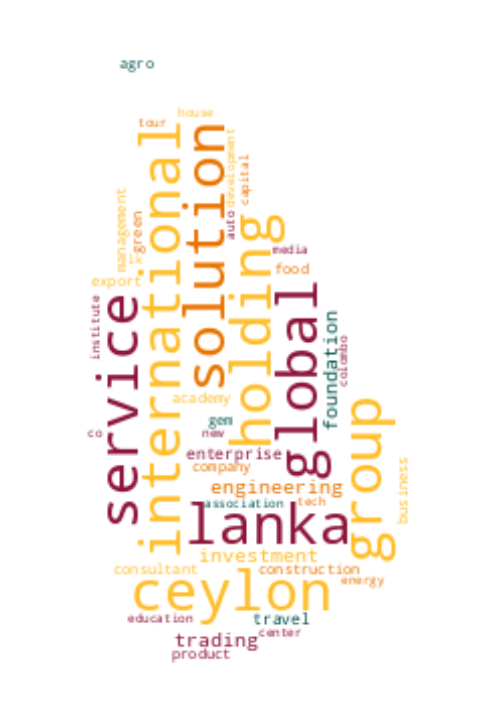 agro
house
tour
international
solution
development
capital
management
green
auto
holding
media
food
export
global
service
institute
foundation
colombo
academy
group
gem
co
new
enterprise
company
business
engineering
association
tech
lanka
investment
consultant
construction
energy
ceylon
education
travel
center
trading
product